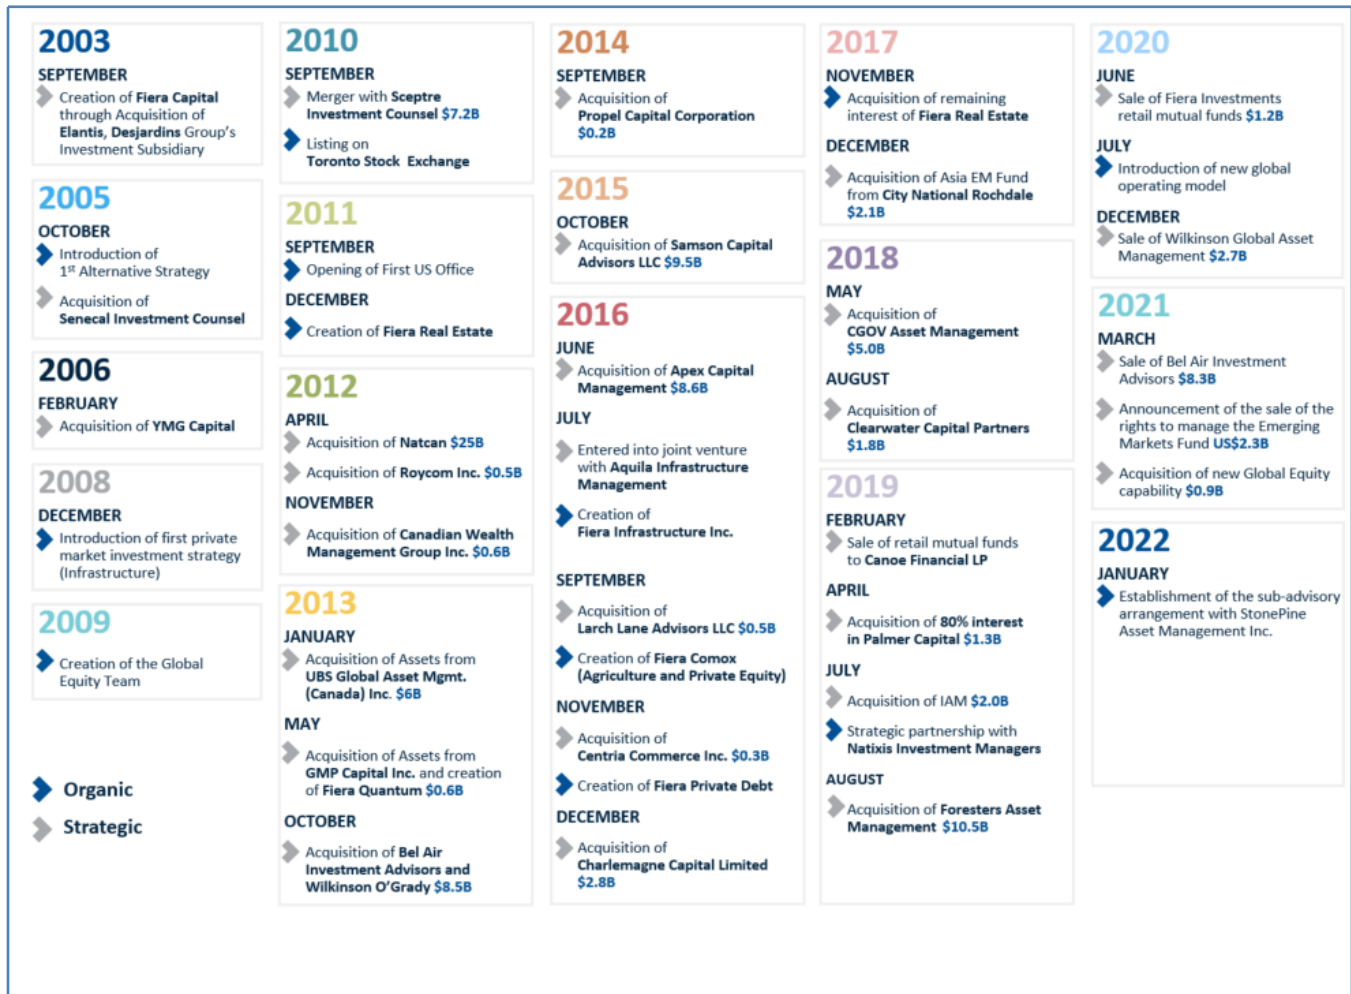 2003
SEPTEMBER
Creation of Fiera Capital
through Acquisition of
Elantis, Desjardins Group's
Investment Subsidiary
2005
OCTOBER
Introduction of
1st Alternative Strategy
Acquisition of
Senecal Investment Counsel
2006
FEBRUARY
Acquisition of YMG Capital
2008
DECEMBER
Introduction of first private
market investment strategy
(Infrastructure)
2009
Creation of the Global
Equity Team
Organic
Strategic
2010
SEPTEMBER
Merger with Sceptre
Investment Counsel $7.2B
Listing on
Toronto Stock Exchange
2011
SEPTEMBER
Opening of First US Office
DECEMBER
Creation of Fiera Real Estate
2012
APRIL
Acquisition of Natcan $25B
Acquisition of Roycom Inc. $0.5B
NOVEMBER
Acquisition of Canadian Wealth
Management Group Inc. $0.6B
2013
JANUARY
Acquisition of Assets from
UBS Global Asset Mgmt.
(Canada) Inc. $6B
MAY
Acquisition of Assets from
GMP Capital Inc. and creation
of Fiera Quantum $0.6B
OCTOBER
Acquisition of Bel Air
Investment Advisors and
Wilkinson O'Grady $8.5B
2014
SEPTEMBER
Acquisition of
Propel Capital Corporation
$0.2B
2015
OCTOBER
Acquisition of Samson Capital
Advisors LLC $9.5B
2016
JUNE
Acquisition of Apex Capital
Management $8.6B
JULY
Entered into joint venture
with Aquila Infrastructure
Management
Creation of
Fiera Infrastructure Inc.
SEPTEMBER
Acquisition of
Larch Lane Advisors LLC $0.5B
Creation of Fiera Comox
(Agriculture and Private Equity)
NOVEMBER
Acquisition of
Centria Commerce Inc. $0.3B
Creation of Fiera Private Debt
DECEMBER
Acquisition of
Charlemagne Capital Limited
$2.8B
2017
NOVEMBER
Acquisition of remaining
interest of Fiera Real Estate
DECEMBER
Acquisition of Asia EM Fund
from City National Rochdale
$2.1B
2018
MAY
Acquisition of
CGOV Asset Management
$5.0B
AUGUST
Acquisition of
Clearwater Capital Partners
$1.8B
2019
FEBRUARY
Sale of retail mutual funds
to Canoe Financial LP
APRIL
Acquisition of 80% interest
in Palmer Capital $1.3B
JULY
Acquisition of IAM $2.0B
Strategic partnership with
Natixis Investment Managers
AUGUST
Acquisition of Foresters Asset
Management $10.5B
2020
JUNE
Sale of Fiera Investments
retail mutual funds $1.2B
JULY
Introduction of new global
operating model
DECEMBER
Sale of Wilkinson Global Asset
Management $2.7B
2021
MARCH
Sale of Bel Air Investment
Advisors $8.3B
Announcement of the sale of the
rights to manage the Emerging
Markets Fund US$2.3B
Acquisition of new Global Equity
capability $0.9B
2022
JANUARY
Establishment of the sub-advisory
arrangement with StonePine
Asset Management Inc.